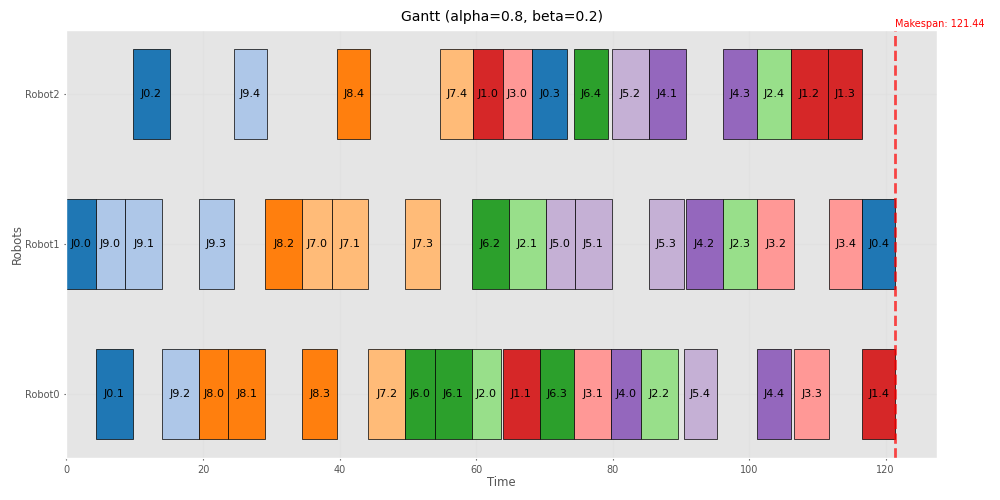 Gantt (alpha=0.8, beta=0.2)
Makespan: 121.44
Robots
Robot2
J0.2 J9.4 J8.4 J7.4 J1.0 J3.0 J0.3 J6.4 J5.2 J4.1 J4.3 J2.4 J1.2 J1.3
Robot1
J0.0 J9.0 J9.1 J9.3 J8.2 J7.0 J7.1 J7.3 J6.2 J2.1 J5.0 J5.1 J5.3 J4.2 J2.3 J3.2 J3.4 J0.4
Robot0
J0.1 J9.2 J8.0 J8.1 J8.3 J7.2 J6.0 J6.1 J2.0 J1.1 J6.3 J3.1 J4.0 J2.2 J5.4 J4.4 J3.3 J1.4
0 20 40 60 80 100 120
Time